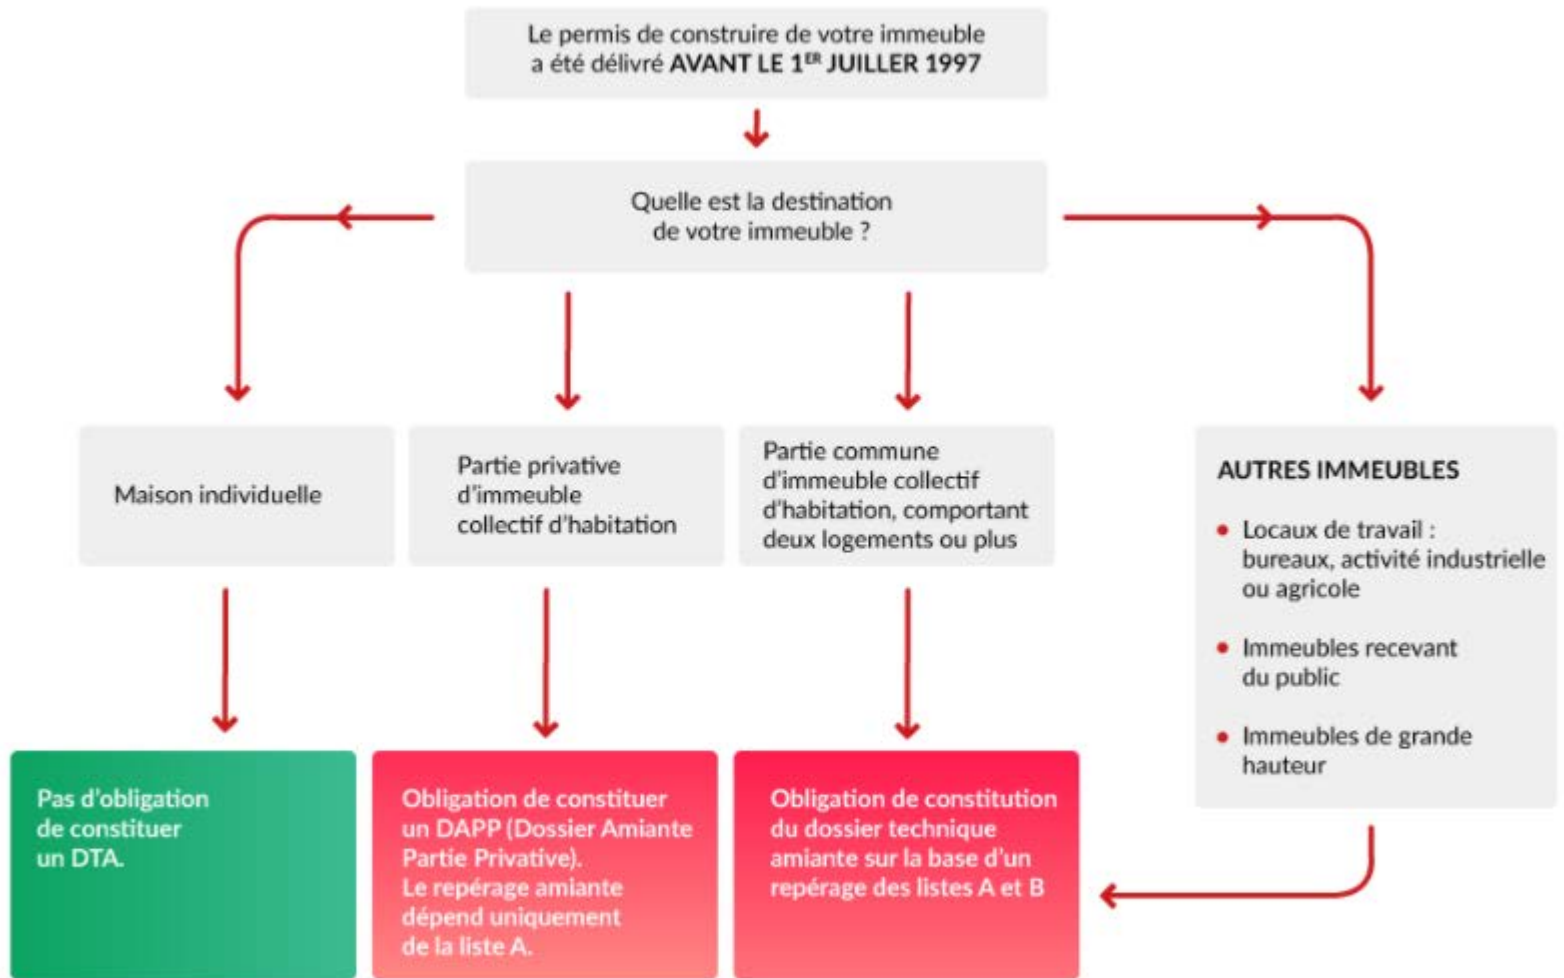 Le permis de construire de votre immeuble
a été délivré AVANT LE 1ER JUILLER 1997
Quelle est la destination
de votre immeuble ?
Maison individuelle
Partie privative
d'immeuble
collectif d'habitation
Partie commune
d'immeuble collectif
d'habitation, comportant
deux logements ou plus
AUTRES IMMEUBLES
• Locaux de travail :
bureaux, activité industrielle
ou agricole
• Immeubles recevant
du public
• Immeubles de grande
hauteur
Pas d'obligation
de constituer
un DTA.
Obligation de constituer
un DAPP (Dossier Amiante
Partie Privative).
Le repérage amiante
dépend uniquement
de la liste A.
Obligation de constitution
du dossier technique
amiante sur la base d'un
repérage des listes A et B